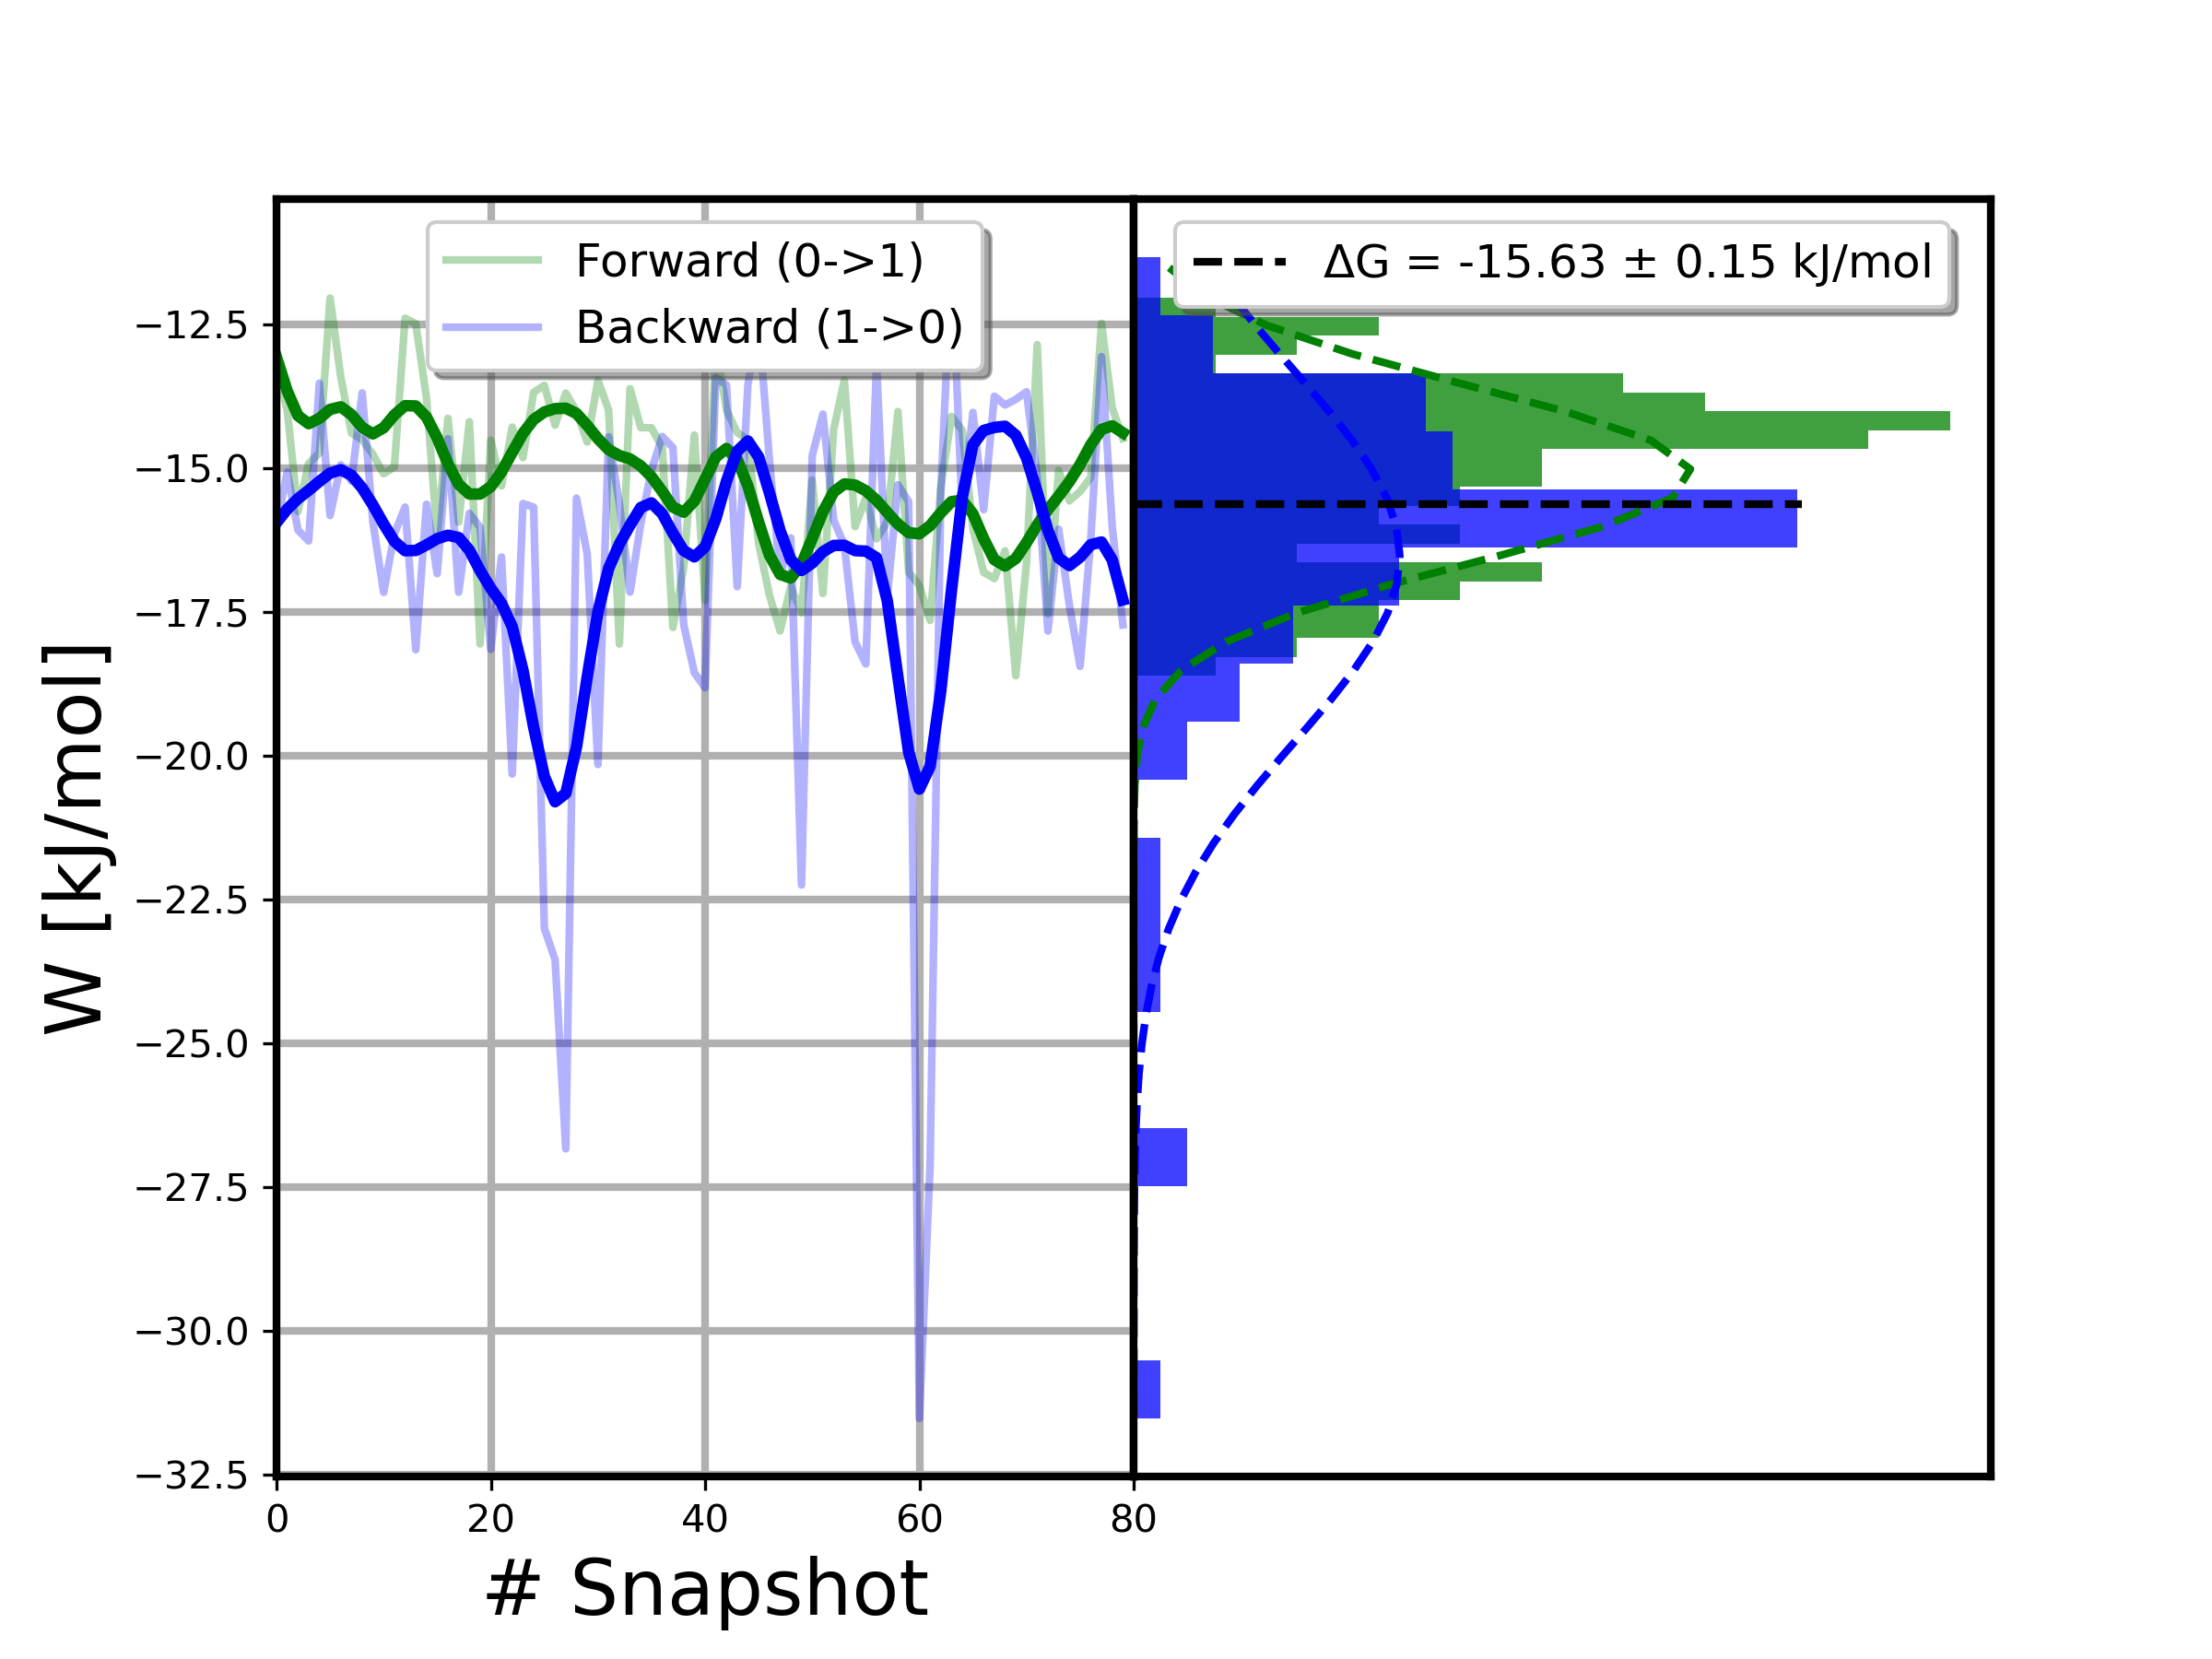 Forward (0->1)
Backward (1->0)
ΔG = -15.63 ± 0.15 kJ/mol
W [kJ/mol]
−12.5
−15.0
−17.5
−20.0
−22.5
−25.0
−27.5
−30.0
−32.5
0 20 40 60 80
# Snapshot